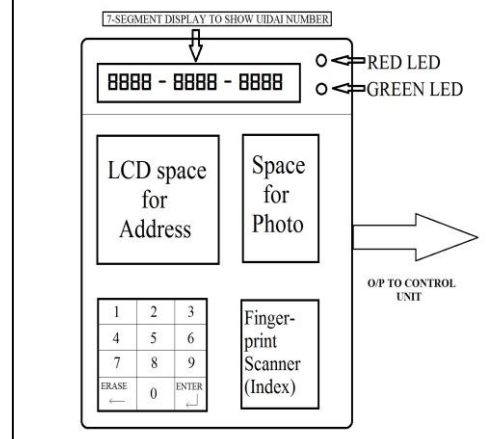 7-SEGMENT DISPLAY TO SHOW UIDAI NUMBER
8888 - 8888 - 8888
RED LED
GREEN LED
LCD space
for
Address
Space
for
Photo
O/P TO CONTROL
UNIT
1 2 3
4 5 6
7 8 9
ERASE 0 ENTER
Finger-
print
Scanner
(Index)